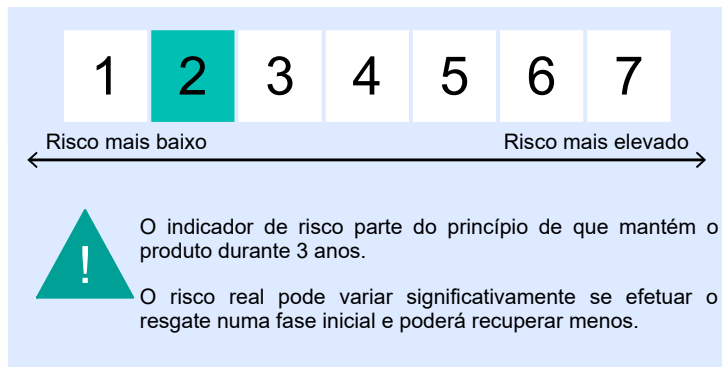 1 2 3 4 5 6 7
Risco mais baixo Risco mais elevado
!
O indicador de risco parte do princípio de que mantém o
produto durante 3 anos.
O risco real pode variar significativamente se efetuar o
resgate numa fase inicial e poderá recuperar menos.